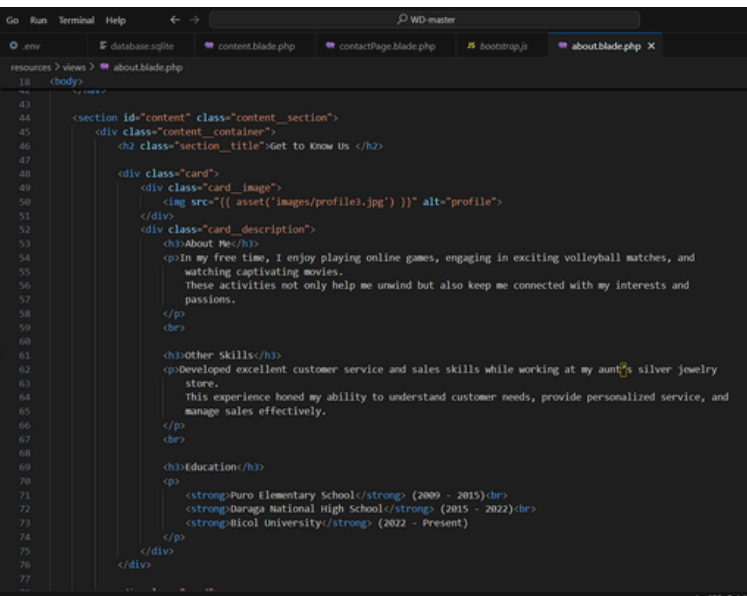 Go Run Terminal Help ← → WD-master
.env database.sqlite content.blade.php contactPage.blade.php JS bootstrap.js about.blade.php ×
resources > views > about.blade.php
18 <body>
42 </nav>
43
44 <section id="content" class="content__section">
45 <div class="content__container">
46 <h2 class="section__title">Get to Know Us </h2>
47
48 <div class="card">
49 <div class="card__image">
50 <img src="{{ asset('images/profile3.jpg') }}" alt="profile">
51 </div>
52 <div class="card__description">
53 <h3>About Me</h3>
54 <p>In my free time, I enjoy playing online games, engaging in exciting volleyball matches, and
55 watching captivating movies.
56 These activities not only help me unwind but also keep me connected with my interests and
57 passions.
58 </p>
59 <br>
60
61 <h3>Other Skills</h3>
62 <p>Developed excellent customer service and sales skills while working at my aunt’s silver jewelry
63 store.
64 This experience honed my ability to understand customer needs, provide personalized service, and
65 manage sales effectively.
66 </p>
67 <br>
68
69 <h3>Education</h3>
70 <p>
71 <strong>Puro Elementary School</strong> (2009 - 2015)<br>
72 <strong>Daraga National High School</strong> (2015 - 2022)<br>
73 <strong>Bicol University</strong> (2022 - Present)
74 </p>
75 </div>
76 </div>
77